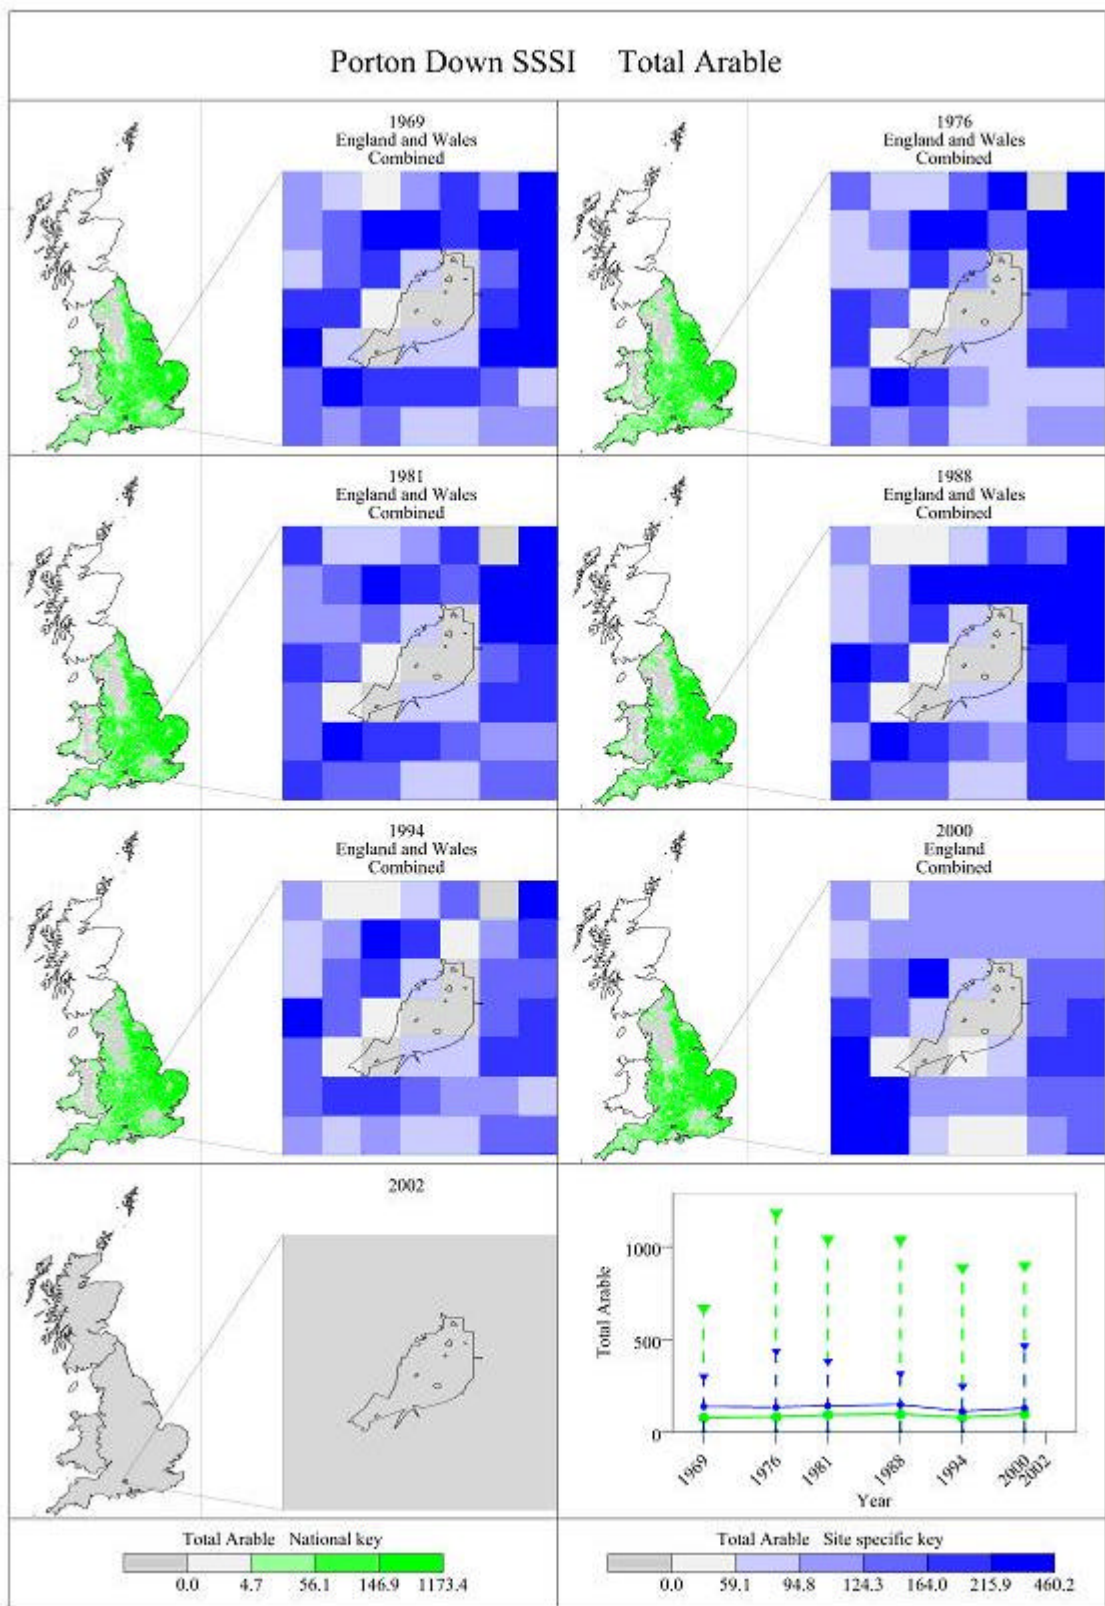 Porton Down SSSI Total Arable
1969
England and Wales
Combined
1976
England and Wales
Combined
1981
England and Wales
Combined
1988
England and Wales
Combined
1994
England and Wales
Combined
2000
England
Combined
2002
1000
500
0
Total Arable
1969
1976
1981
1988
1994
2000
2002
Year
Total Arable National key
0.0 4.7 56.1 146.9 1173.4
Total Arable Site specific key
0.0 59.1 94.8 124.3 164.0 215.9 460.2